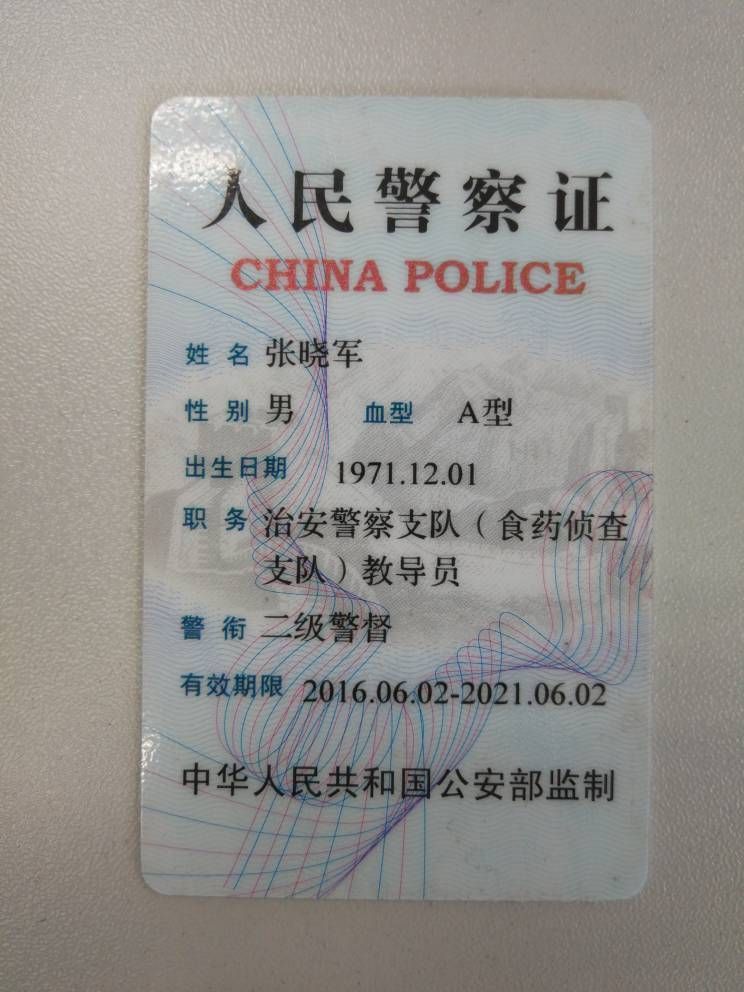 人民警察证
CHINA POLICE
姓名 张晓军
性别 男 血型 A型
出生日期 1971.12.01
职务 治安警察支队(食药侦查
支队)教导员
警衔 二级警督
有效期限 2016.06.02-2021.06.02
中华人民共和国公安部监制